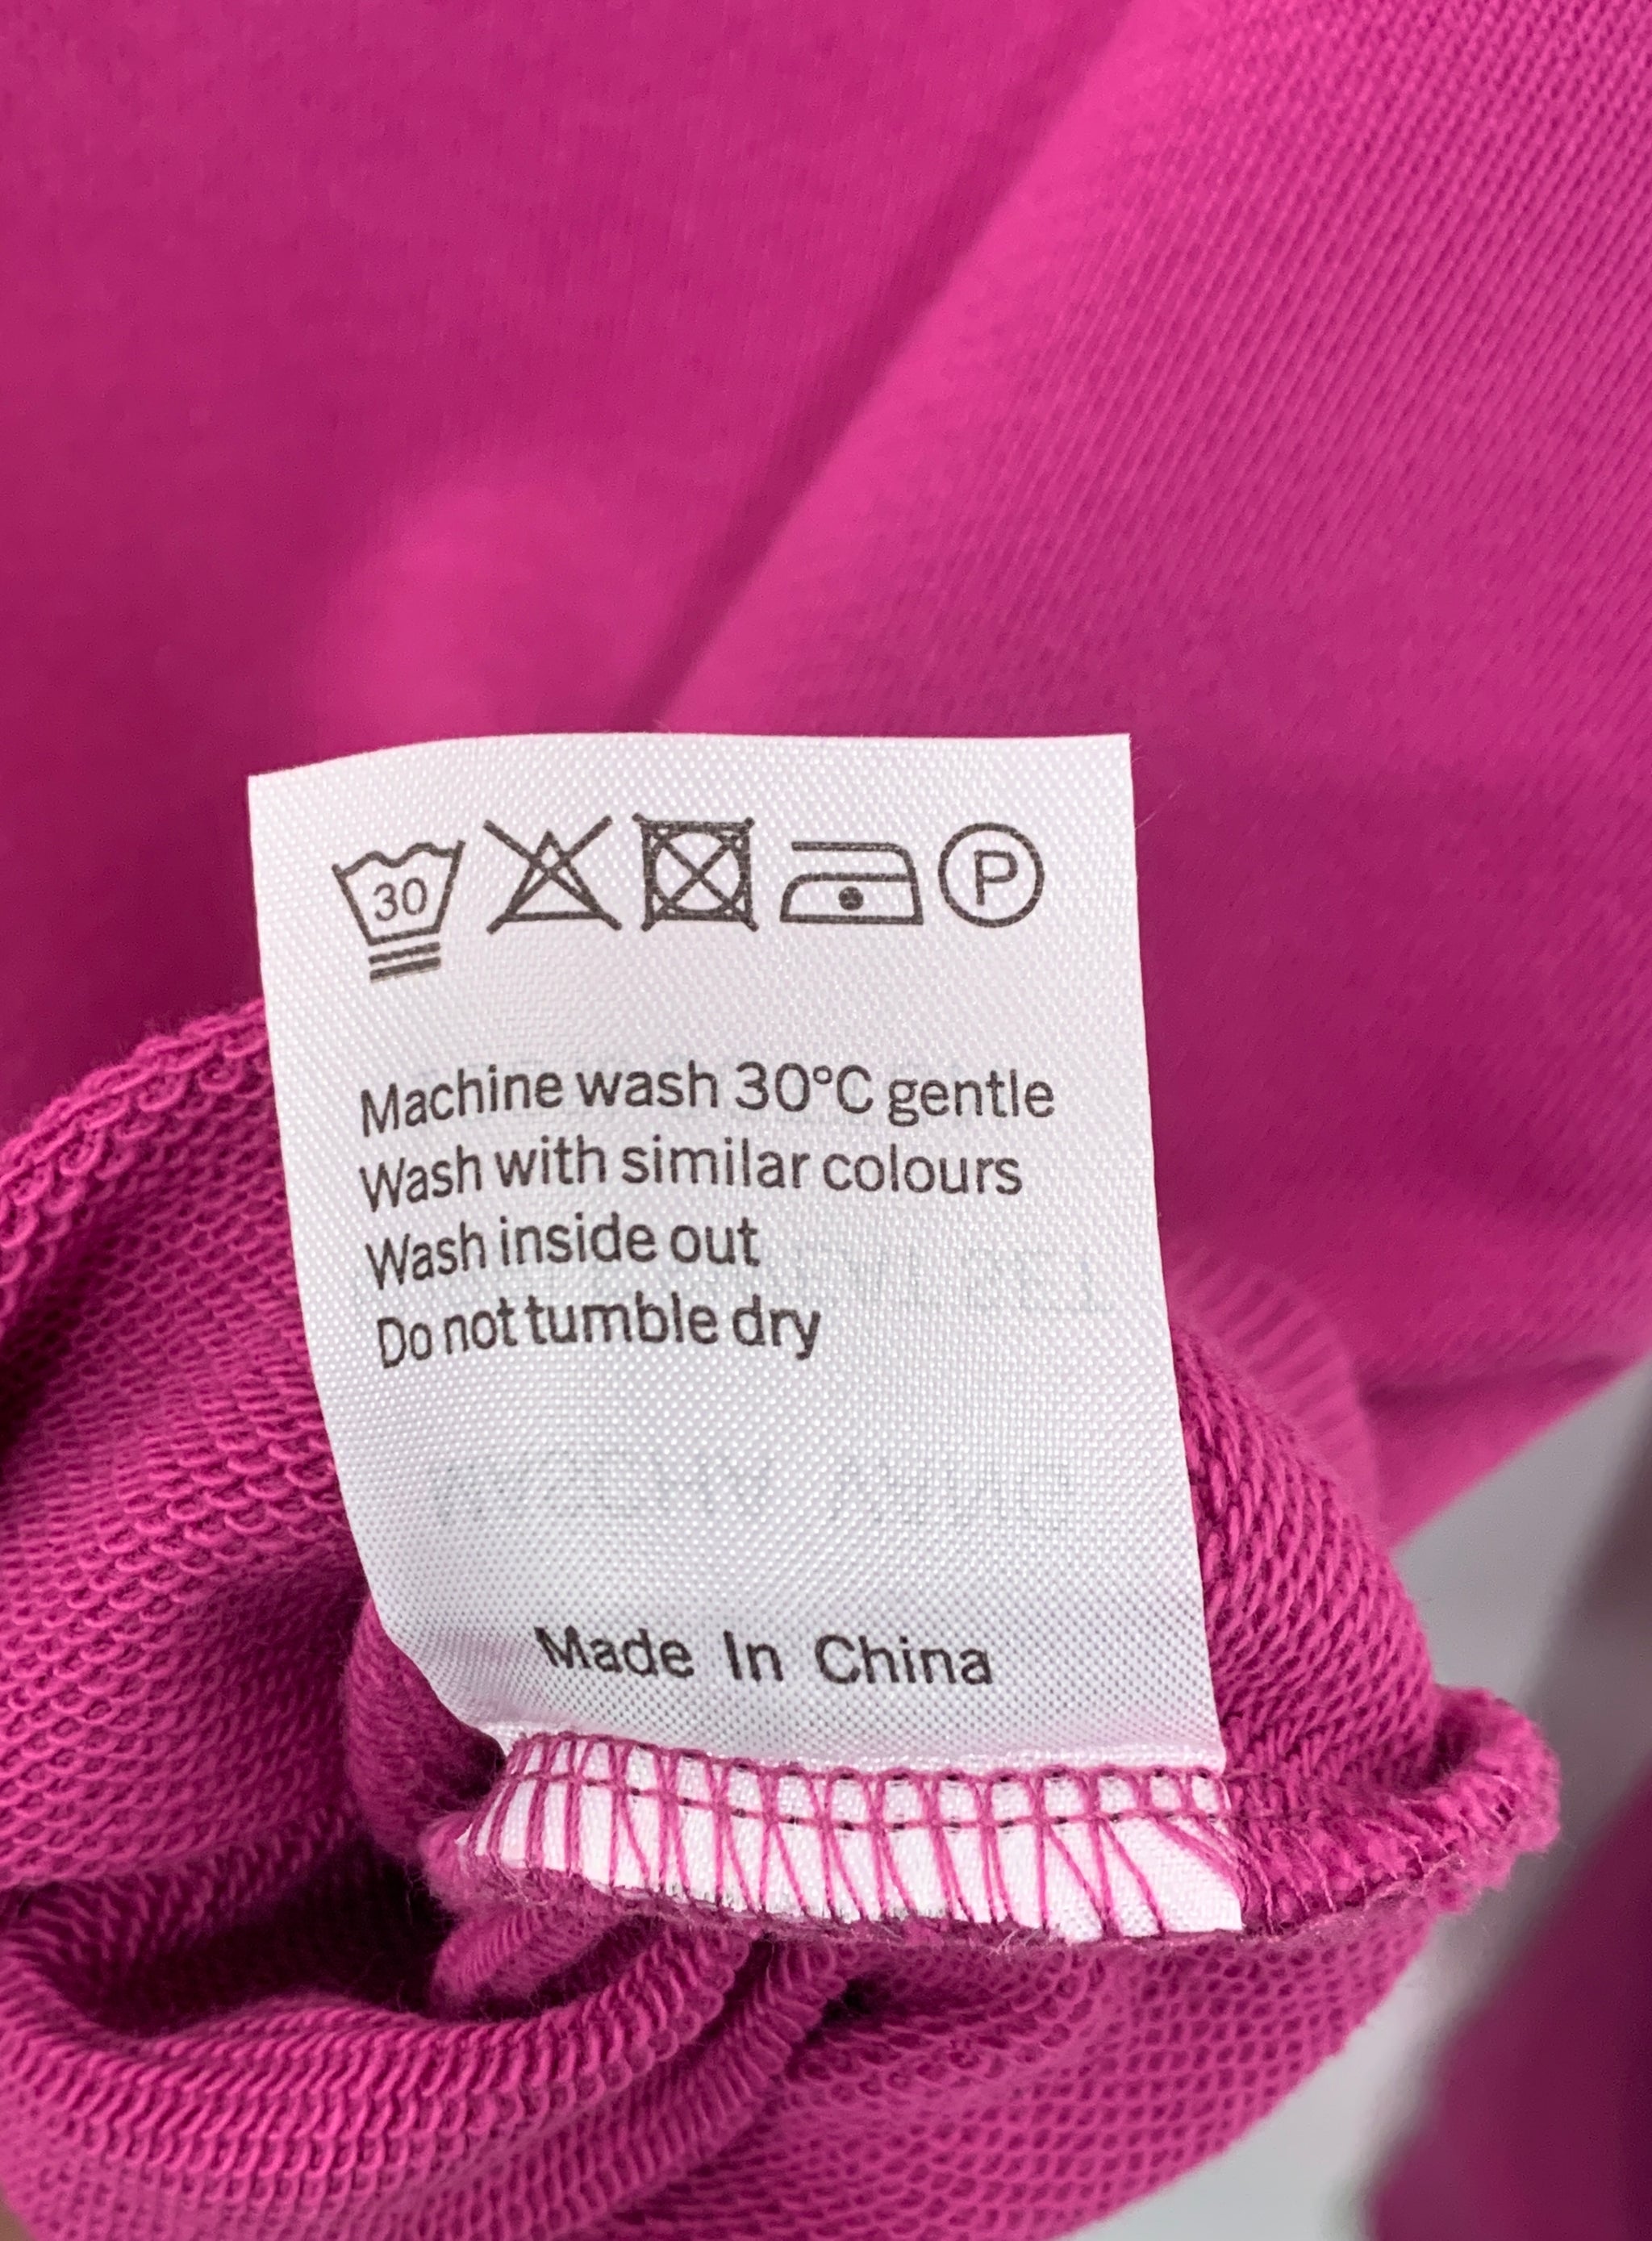 30 P
Machine wash 30°C gentle
Wash with similar colours
Wash inside out
Do not tumble dry
Made In China